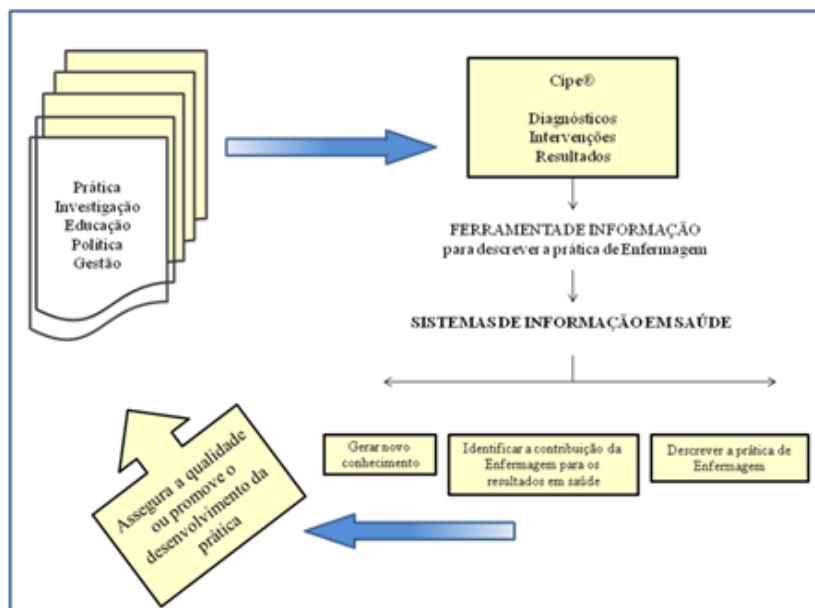 Prática
Investigação
Educação
Política
Gestão
Cipe®
Diagnósticos
Intervenções
Resultados
FERRAMENTA DE INFORMAÇÃO
para descrever a prática de Enfermagem
SISTEMAS DE INFORMAÇÃO EM SAÚDE
Gerar novo
conhecimento
Identificar a contribuição da
Enfermagem para os
resultados em saúde
Descrever a prática de
Enfermagem
Assegura a qualidade
ou promove o
desenvolvimento da
prática